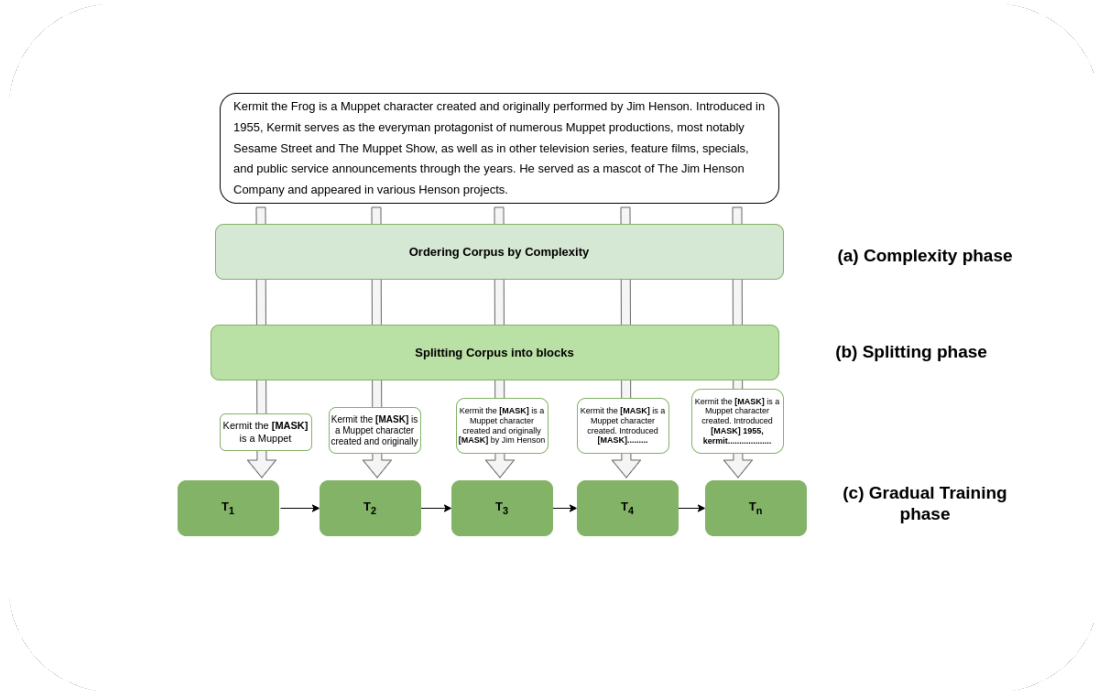 Kermit the Frog is a Muppet character created and originally performed by Jim Henson. Introduced in
1955, Kermit serves as the everyman protagonist of numerous Muppet productions, most notably
Sesame Street and The Muppet Show, as well as in other television series, feature films, specials,
and public service announcements through the years. He served as a mascot of The Jim Henson
Company and appeared in various Henson projects.
Ordering Corpus by Complexity
(a) Complexity phase
Splitting Corpus into blocks
(b) Splitting phase
Kermit the [MASK]
is a Muppet
Kermit the [MASK] is
a Muppet character
created and originally
Kermit the [MASK] is a
Muppet character
created and originally
[MASK] by Jim Henson
Kermit the [MASK] is a
Muppet character
created. Introduced
[MASK].........
Kermit the [MASK] is a
Muppet character
created. Introduced
[MASK] 1955,
kermit...................
T1
T2
T3
T4
Tn
(c) Gradual Training
phase